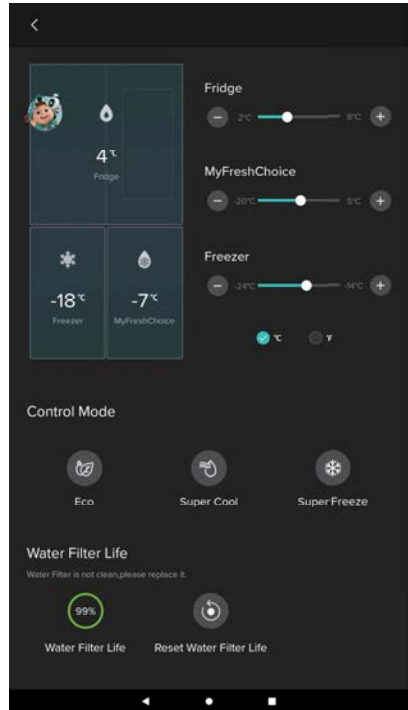 Fridge
2°C
8°C
4°C
Fridge
MyFreshChoice
-20°C
5°C
Freezer
-24°C
-14°C
-18°C
Freezer
-7°C
MyFreshChoice
°C
°F
Control Mode
Eco
Super Cool
Super Freeze
Water Filter Life
Water Filter is not clean,please replace it.
99%
Water Filter Life
Reset Water Filter Life